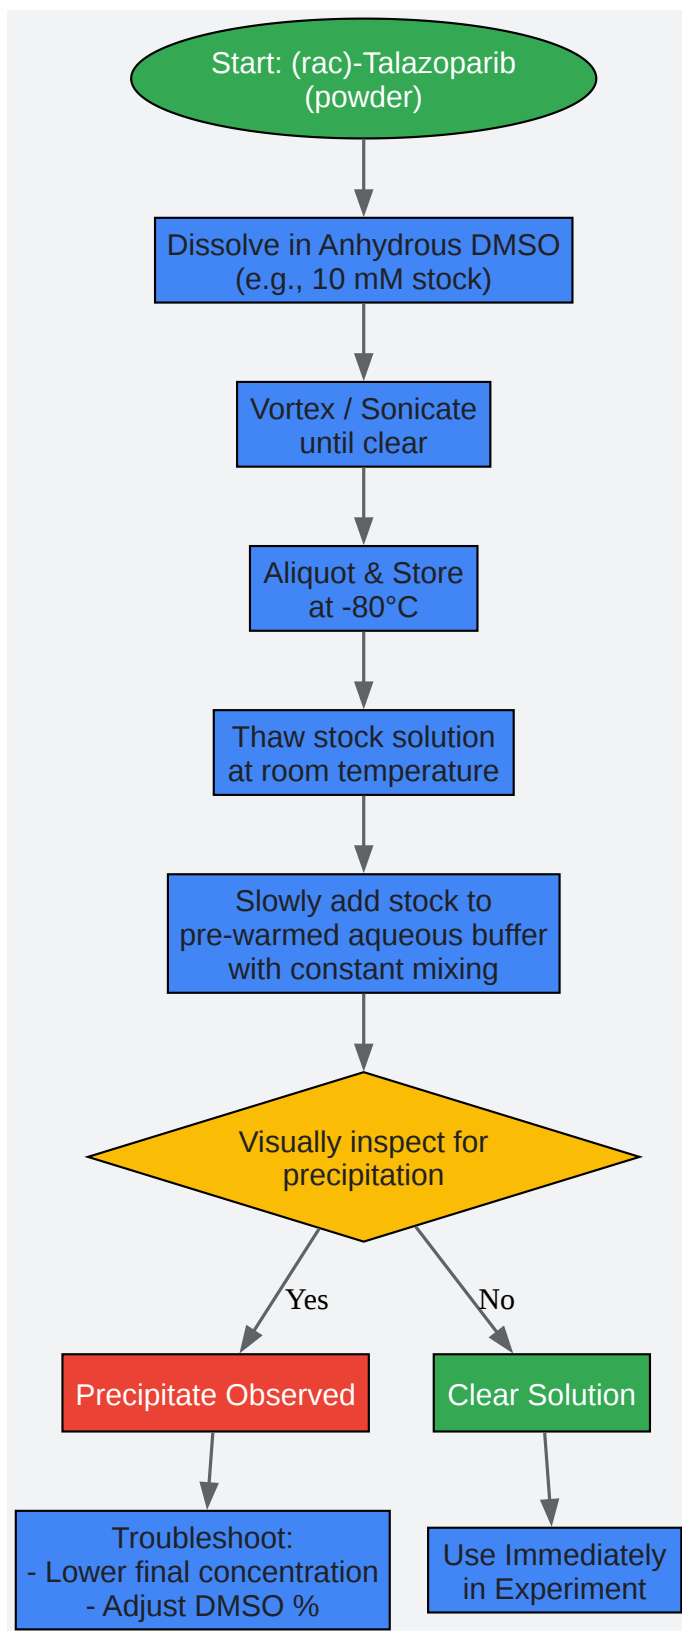 Start: (rac)-Talazoparib
(powder)
Dissolve in Anhydrous DMSO
(e.g., 10 mM stock)
Vortex / Sonicate
until clear
Aliquot & Store
at -80°C
Thaw stock solution
at room temperature
Slowly add stock to
pre-warmed aqueous buffer
with constant mixing
Visually inspect for
precipitation
Yes
No
Precipitate Observed
Clear Solution
Troubleshoot:
- Lower final concentration
- Adjust DMSO %
Use Immediately
in Experiment